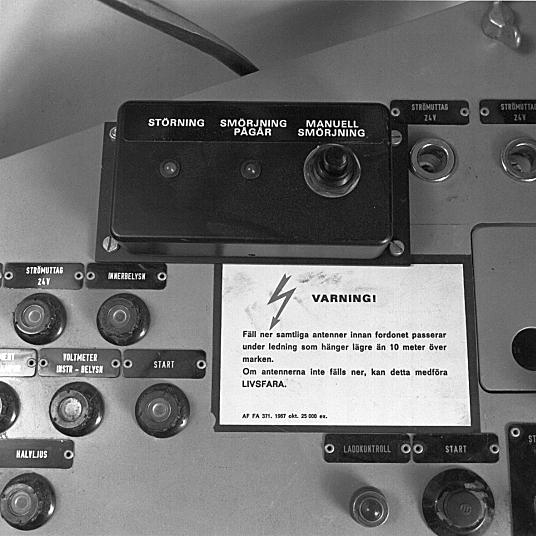 STÖRNING
SMÖRJNING
PÅGÅR
MANUELL
SMÖRJNING
STRÖMUTTAG
24V
STRÖMUTTAG
24V
STRÖMUTTAG
24V
INNERBELYSN
VARNING!
Fäll ner samtliga antenner innan fordonet passerar
under ledning som hänger lägre än 10 meter över
marken.
Om antennerna inte fälls ner, kan detta medföra
LIVSFARA.
AF FA 371. 1987 okt. 25 000 ex.
VOLTMETER
INSTR - BELYSN
START
HALVLJUS
LADDKONTROLL
START